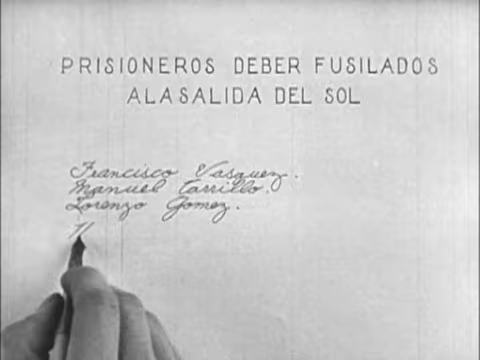 PRISIONEROS DEBER FUSILADOS
ALASALIDA DEL SOL
Francisco Vasquez.
Manuel Carrillo.
Lorenzo Gomez.